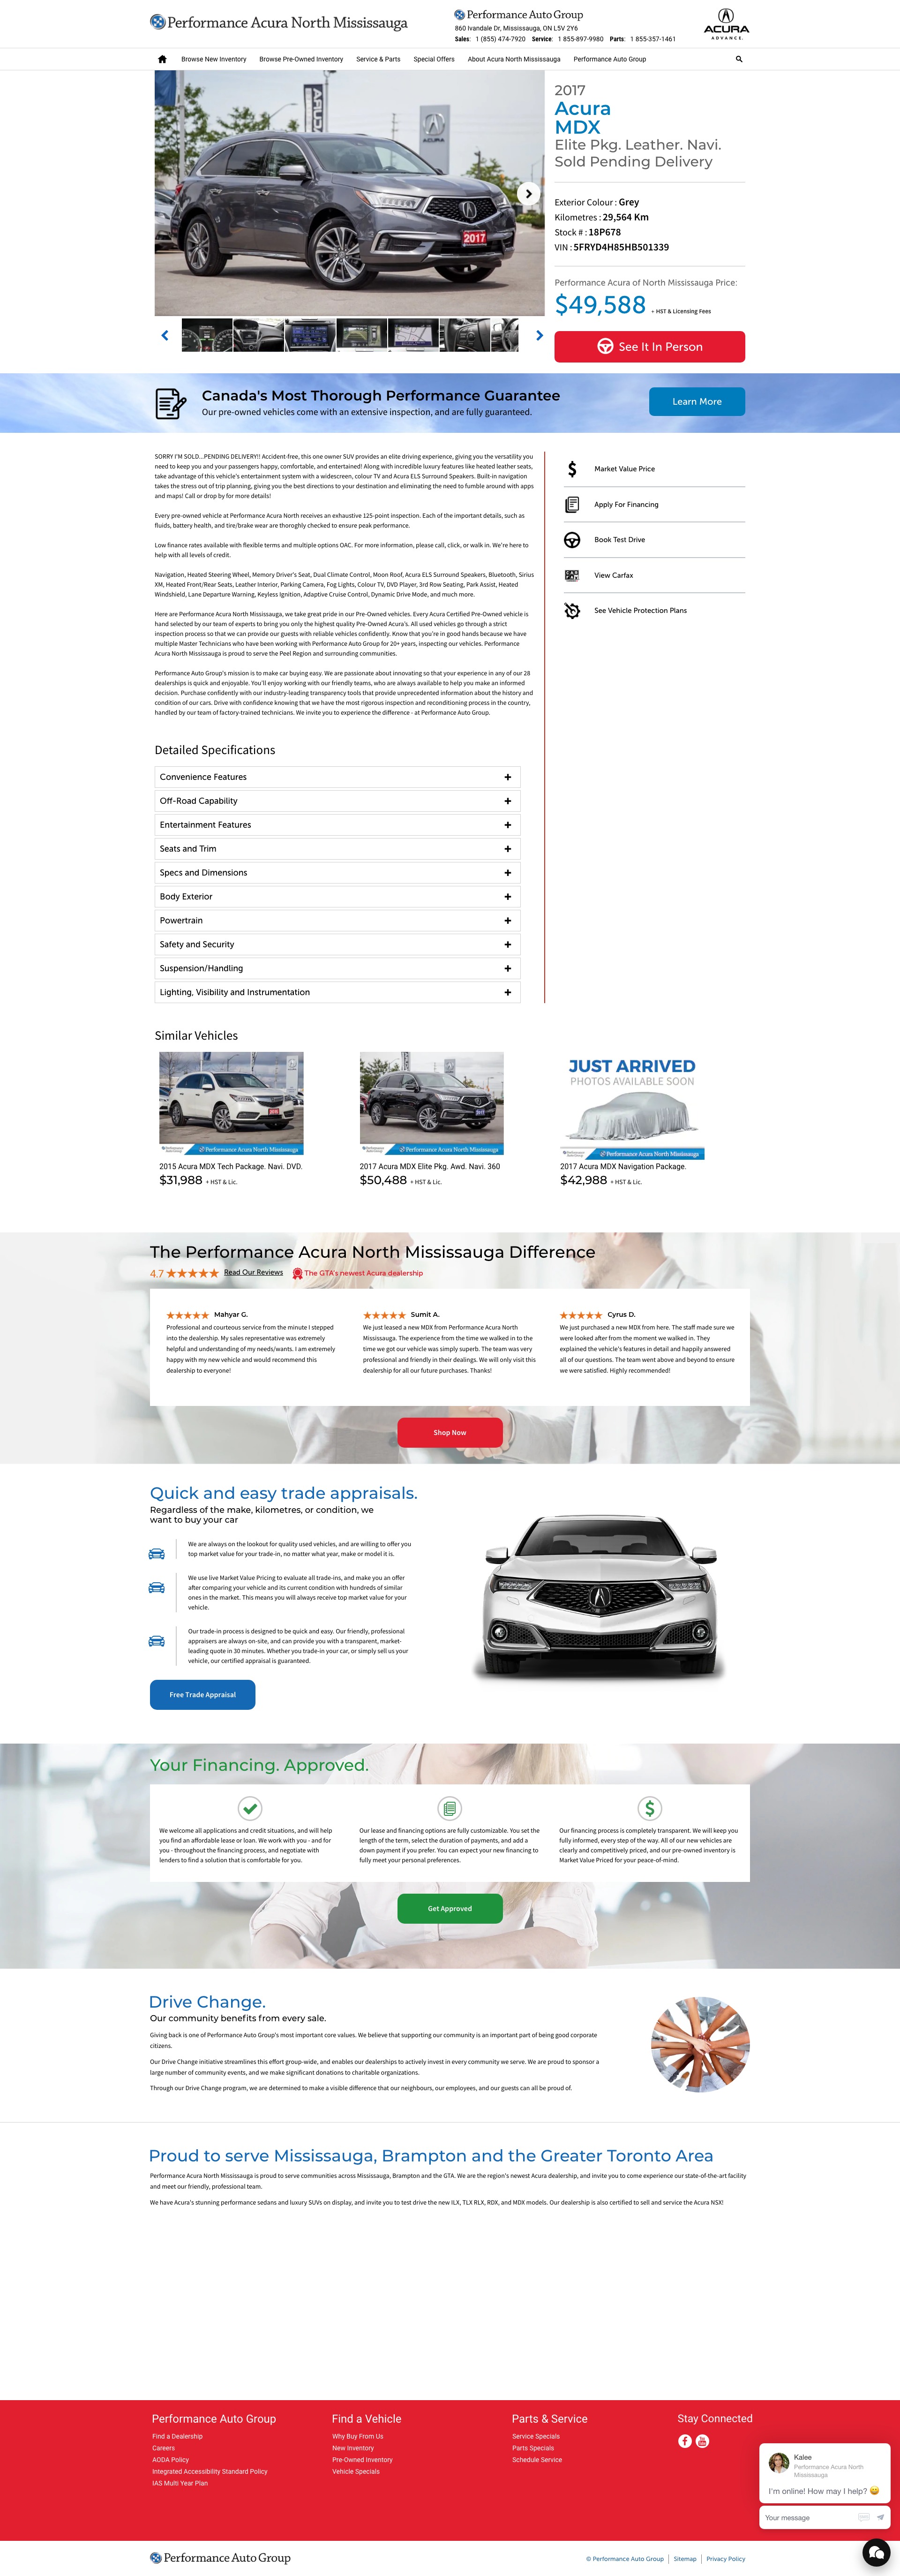 Performance Acura North Mississauga
Performance Auto Group
860 Ivandale Dr, Mississauga, ON L5V 2Y6
Sales: 1 (855) 474-7920 Service: 1 855-897-9980 Parts: 1 855-357-1461
ACURA
ADVANCE.
Browse New Inventory Browse Pre-Owned Inventory Service & Parts Special Offers About Acura North Mississauga Performance Auto Group
ACURA
2017
2017
Acura
MDX
Elite Pkg. Leather. Navi.
Sold Pending Delivery
Exterior Colour : Grey
Kilometres : 29,564 Km
Stock # : 18P678
VIN : 5FRYD4H85HB501339
Performance Acura of North Mississauga Price:
$49,588 + HST & Licensing Fees
See It In Person
Canada's Most Thorough Performance Guarantee
Our pre-owned vehicles come with an extensive inspection, and are fully guaranteed.
Learn More
SORRY I'M SOLD...PENDING DELIVERY!! Accident-free, this one owner SUV provides an elite driving experience, giving you the versatility you
need to keep you and your passengers happy, comfortable, and entertained! Along with incredible luxury features like heated leather seats,
take advantage of this vehicle's entertainment system with a widescreen, colour TV and Acura ELS Surround Speakers. Built-in navigation
takes the stress out of trip planning, giving you the best directions to your destination and eliminating the need to fumble around with apps
and maps! Call or drop by for more details!
Every pre-owned vehicle at Performance Acura North receives an exhaustive 125-point inspection. Each of the important details, such as
fluids, battery health, and tire/brake wear are thorghly checked to ensure peak performance.
Low finance rates available with flexible terms and multiple options OAC. For more information, please call, click, or walk in. We're here to
help with all levels of credit.
Navigation, Heated Steering Wheel, Memory Driver's Seat, Dual Climate Control, Moon Roof, Acura ELS Surround Speakers, Bluetooth, Sirius
XM, Heated Front/Rear Seats, Leather Interior, Parking Camera, Fog Lights, Colour TV, DVD Player, 3rd Row Seating, Park Assist, Heated
Windshield, Lane Departure Warning, Keyless Ignition, Adaptive Cruise Control, Dynamic Drive Mode, and much more.
Here are Performance Acura North Mississauga, we take great pride in our Pre-Owned vehicles. Every Acura Certified Pre-Owned vehicle is
hand selected by our team of experts to bring you only the highest quality Pre-Owned Acura's. All used vehicles go through a strict
inspection process so that we can provide our guests with reliable vehicles confidently. Know that you're in good hands because we have
multiple Master Technicians who have been working with Performance Auto Group for 20+ years, inspecting our vehicles. Performance
Acura North Mississauga is proud to serve the Peel Region and surrounding communities.
Performance Auto Group's mission is to make car buying easy. We are passionate about innovating so that your experience in any of our 28
dealerships is quick and enjoyable. You'll enjoy working with our friendly teams, who are always available to help you make an informed
decision. Purchase confidently with our industry-leading transparency tools that provide unprecedented information about the history and
condition of our cars. Drive with confidence knowing that we have the most rigorous inspection and reconditioning process in the country,
handled by our team of factory-trained technicians. We invite you to experience the difference - at Performance Auto Group.
Market Value Price
Apply For Financing
Book Test Drive
View Carfax
See Vehicle Protection Plans
Detailed Specifications
Convenience Features
Off-Road Capability
Entertainment Features
Seats and Trim
Specs and Dimensions
Body Exterior
Powertrain
Safety and Security
Suspension/Handling
Lighting, Visibility and Instrumentation
Similar Vehicles
Performance Acura North Mississauga
2015 Acura MDX Tech Package. Navi. DVD.
$31,988 + HST & Lic.
Performance Acura North Mississauga
2017 Acura MDX Elite Pkg. Awd. Navi. 360
$50,488 + HST & Lic.
JUST ARRIVED
PHOTOS AVAILABLE SOON
Performance Acura North Mississauga
2017 Acura MDX Navigation Package.
$42,988 + HST & Lic.
The Performance Acura North Mississauga Difference
4.7 Read Our Reviews The GTA's newest Acura dealership
Mahyar G.
Professional and courteous service from the minute I stepped
into the dealership. My sales representative was extremely
helpful and understanding of my needs/wants. I am extremely
happy with my new vehicle and would recommend this
dealership to everyone!
Sumit A.
We just leased a new MDX from Performance Acura North
Mississauga. The experience from the time we walked in to the
time we got our vehicle was simply superb. The team was very
professional and friendly in their dealings. We will only visit this
dealership for all our future purchases. Thanks!
Cyrus D.
We just purchased a new MDX from here. The staff made sure we
were looked after from the moment we walked in. They
explained the vehicle's features in detail and happily answered
all of our questions. The team went above and beyond to ensure
we were satisfied. Highly recommended!
Shop Now
Quick and easy trade appraisals.
Regardless of the make, kilometres, or condition, we
want to buy your car
We are always on the lookout for quality used vehicles, and are willing to offer you
top market value for your trade-in, no matter what year, make or model it is.
We use live Market Value Pricing to evaluate all trade-ins, and make you an offer
after comparing your vehicle and its current condition with hundreds of similar
ones in the market. This means you will always receive top market value for your
vehicle.
Our trade-in process is designed to be quick and easy. Our friendly, professional
appraisers are always on-site, and can provide you with a transparent, market-
leading quote in 30 minutes. Whether you trade-in your car, or simply sell us your
vehicle, our certified appraisal is guaranteed.
Free Trade Appraisal
Your Financing. Approved.
We welcome all applications and credit situations, and will help
you find an affordable lease or loan. We work with you - and for
you - throughout the financing process, and negotiate with
lenders to find a solution that is comfortable for you.
Our lease and financing options are fully customizable. You set the
length of the term, select the duration of payments, and add a
down payment if you prefer. You can expect your new financing to
fully meet your personal preferences.
Our financing process is completely transparent. We will keep you
fully informed, every step of the way. All of our new vehicles are
clearly and competitively priced, and our pre-owned inventory is
Market Value Priced for your peace-of-mind.
Get Approved
Drive Change.
Our community benefits from every sale.
Giving back is one of Performance Auto Group's most important core values. We believe that supporting our community is an important part of being good corporate
citizens.
Our Drive Change initiative streamlines this effort group-wide, and enables our dealerships to actively invest in every community we serve. We are proud to sponsor a
large number of community events, and we make significant donations to charitable organizations.
Through our Drive Change program, we are determined to make a visible difference that our neighbours, our employees, and our guests can all be proud of.
Proud to serve Mississauga, Brampton and the Greater Toronto Area
Performance Acura North Mississauga is proud to serve communities across Mississauga, Brampton and the GTA. We are the region's newest Acura dealership, and invite you to come experience our state-of-the-art facility
and meet our friendly, professional team.
We have Acura's stunning performance sedans and luxury SUVs on display, and invite you to test drive the new ILX, TLX RLX, RDX, and MDX models. Our dealership is also certified to sell and service the Acura NSX!
Performance Auto Group
Find a Dealership
Careers
AODA Policy
Integrated Accessibility Standard Policy
IAS Multi Year Plan
Find a Vehicle
Why Buy From Us
New Inventory
Pre-Owned Inventory
Vehicle Specials
Parts & Service
Service Specials
Parts Specials
Schedule Service
Stay Connected
Kalee
Performance Acura North
Mississauga
I'm online! How may I help? 😄
Your message
Performance Auto Group
© Performance Auto Group Sitemap Privacy Policy